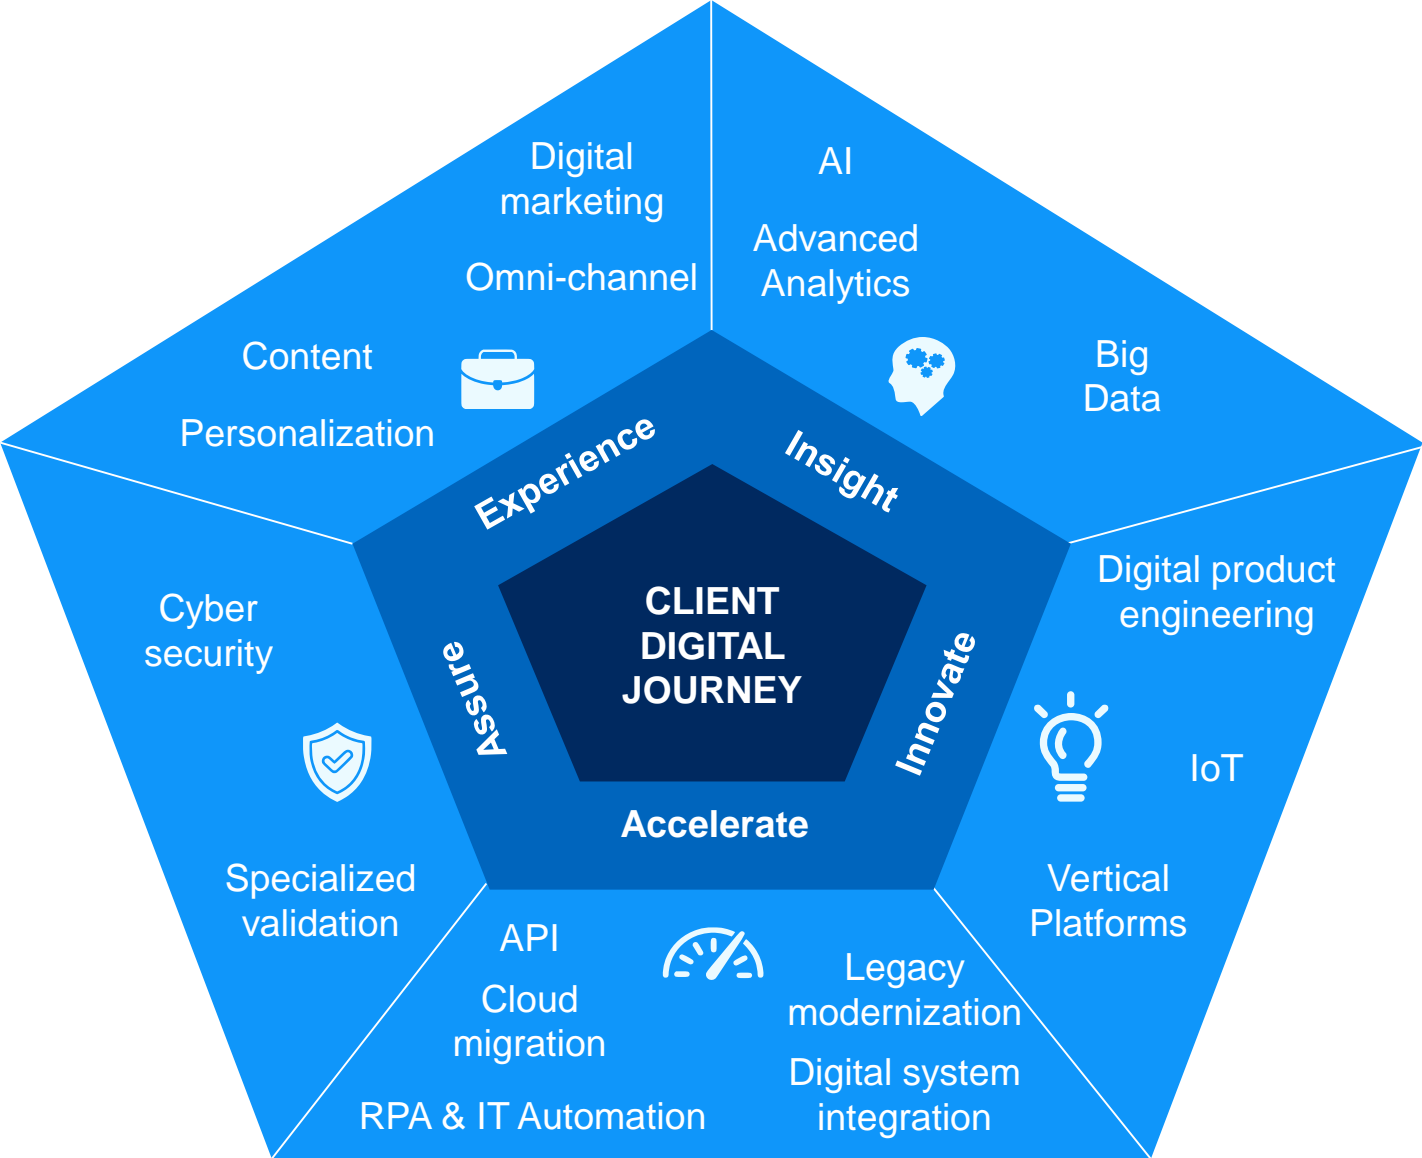 Digital
marketing
Omni-channel
Content
Personalization
AI
Advanced
Analytics
Big
Data
Experience
Insight
CLIENT
DIGITAL
JOURNEY
Assure
Innovate
Accelerate
Cyber
security
Specialized
validation
Digital product
engineering
IoT
Vertical
Platforms
API
Cloud
migration
RPA & IT Automation
Legacy
modernization
Digital system
integration